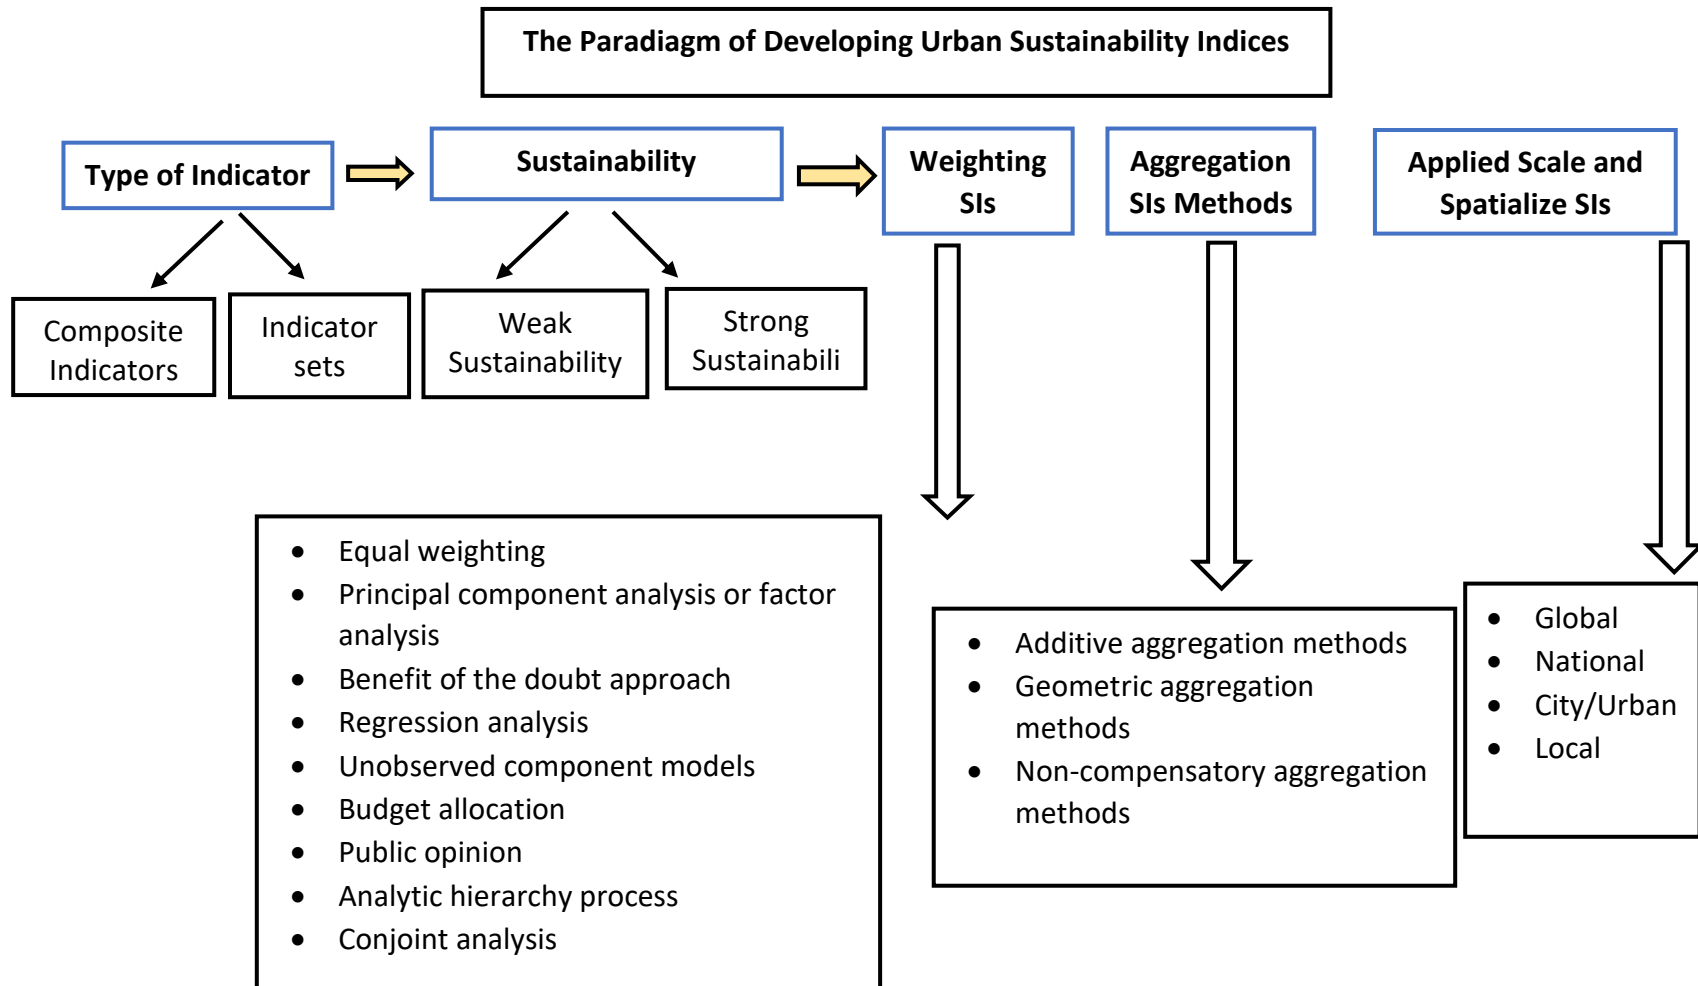 The Paradiagm of Developing Urban Sustainability Indices
Type of Indicator
Sustainability
Weighting
SIs
Aggregation
SIs Methods
Applied Scale and
Spatialize SIs
Composite
Indicators
Indicator
sets
Weak
Sustainability
Strong
Sustainabili
• Equal weighting
• Principal component analysis or factor
analysis
• Benefit of the doubt approach
• Regression analysis
• Unobserved component models
• Budget allocation
• Public opinion
• Analytic hierarchy process
• Conjoint analysis
• Additive aggregation methods
• Geometric aggregation
methods
• Non-compensatory aggregation
methods
• Global
• National
• City/Urban
• Local